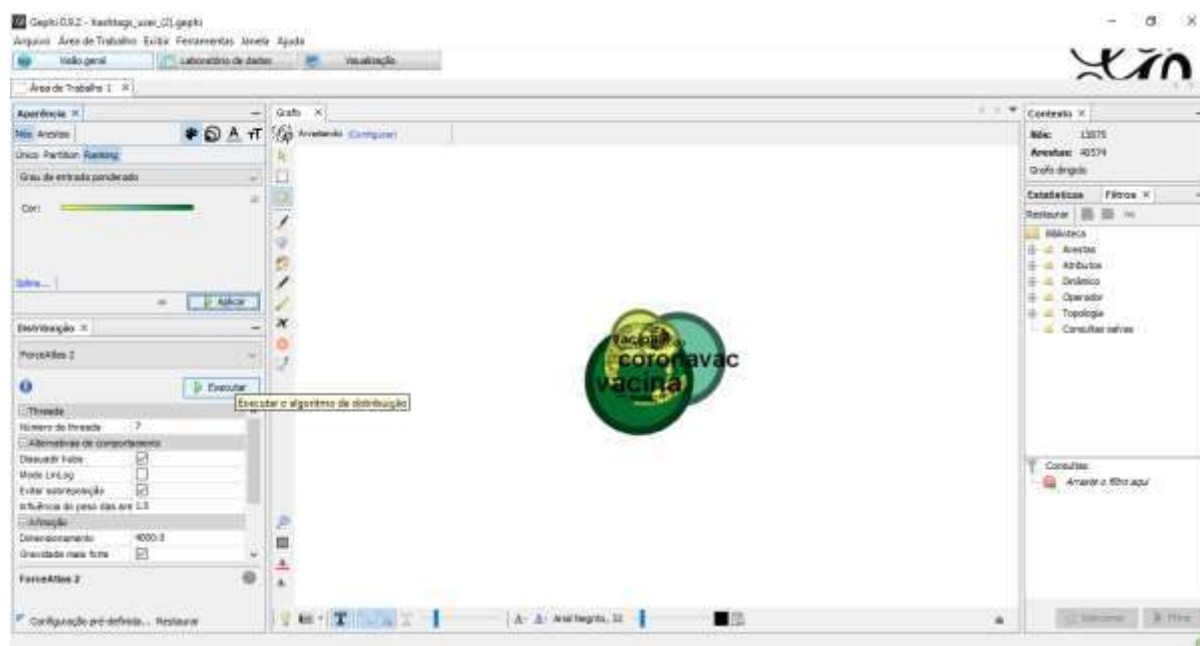 Gephi 0.9.2 - hashtags_user_(2).gephi
Arquivo Área de Trabalho Exibir Ferramentas Janela Ajuda
Visão geral Laboratório de dados Visualização
Área de Trabalho 1
Aparência
Nós Arestas
Único Partition Ranking
Grau de entrada ponderado
Cor:
Aplicar
Distribuição
ForceAtlas 2
Executar
Executar o algoritmo de distribuição
Threads
Número de threads 7
Alternativas de comportamento
Dissuadir hubs
Modo LinLog
Evitar sobreposição
Influência do peso das are 1.0
Afinação
Dimensionamento 4000.0
Gravidade mais forte
ForceAtlas 2
Configuração pré-definida... Restaurar
Grafo
Arrastando (Configurar)
coronavac
vacina
Arial Negrito, 32
Contexto
Nós:
Arestas: 40574
Grafo dirigido
Estatísticas Filtros
Restaurar
Biblioteca
Arestas
Atributos
Dinâmico
Operador
Topologia
Consultas salvas
Consultas
Arraste o filtro aqui
Selecionar Filtrar